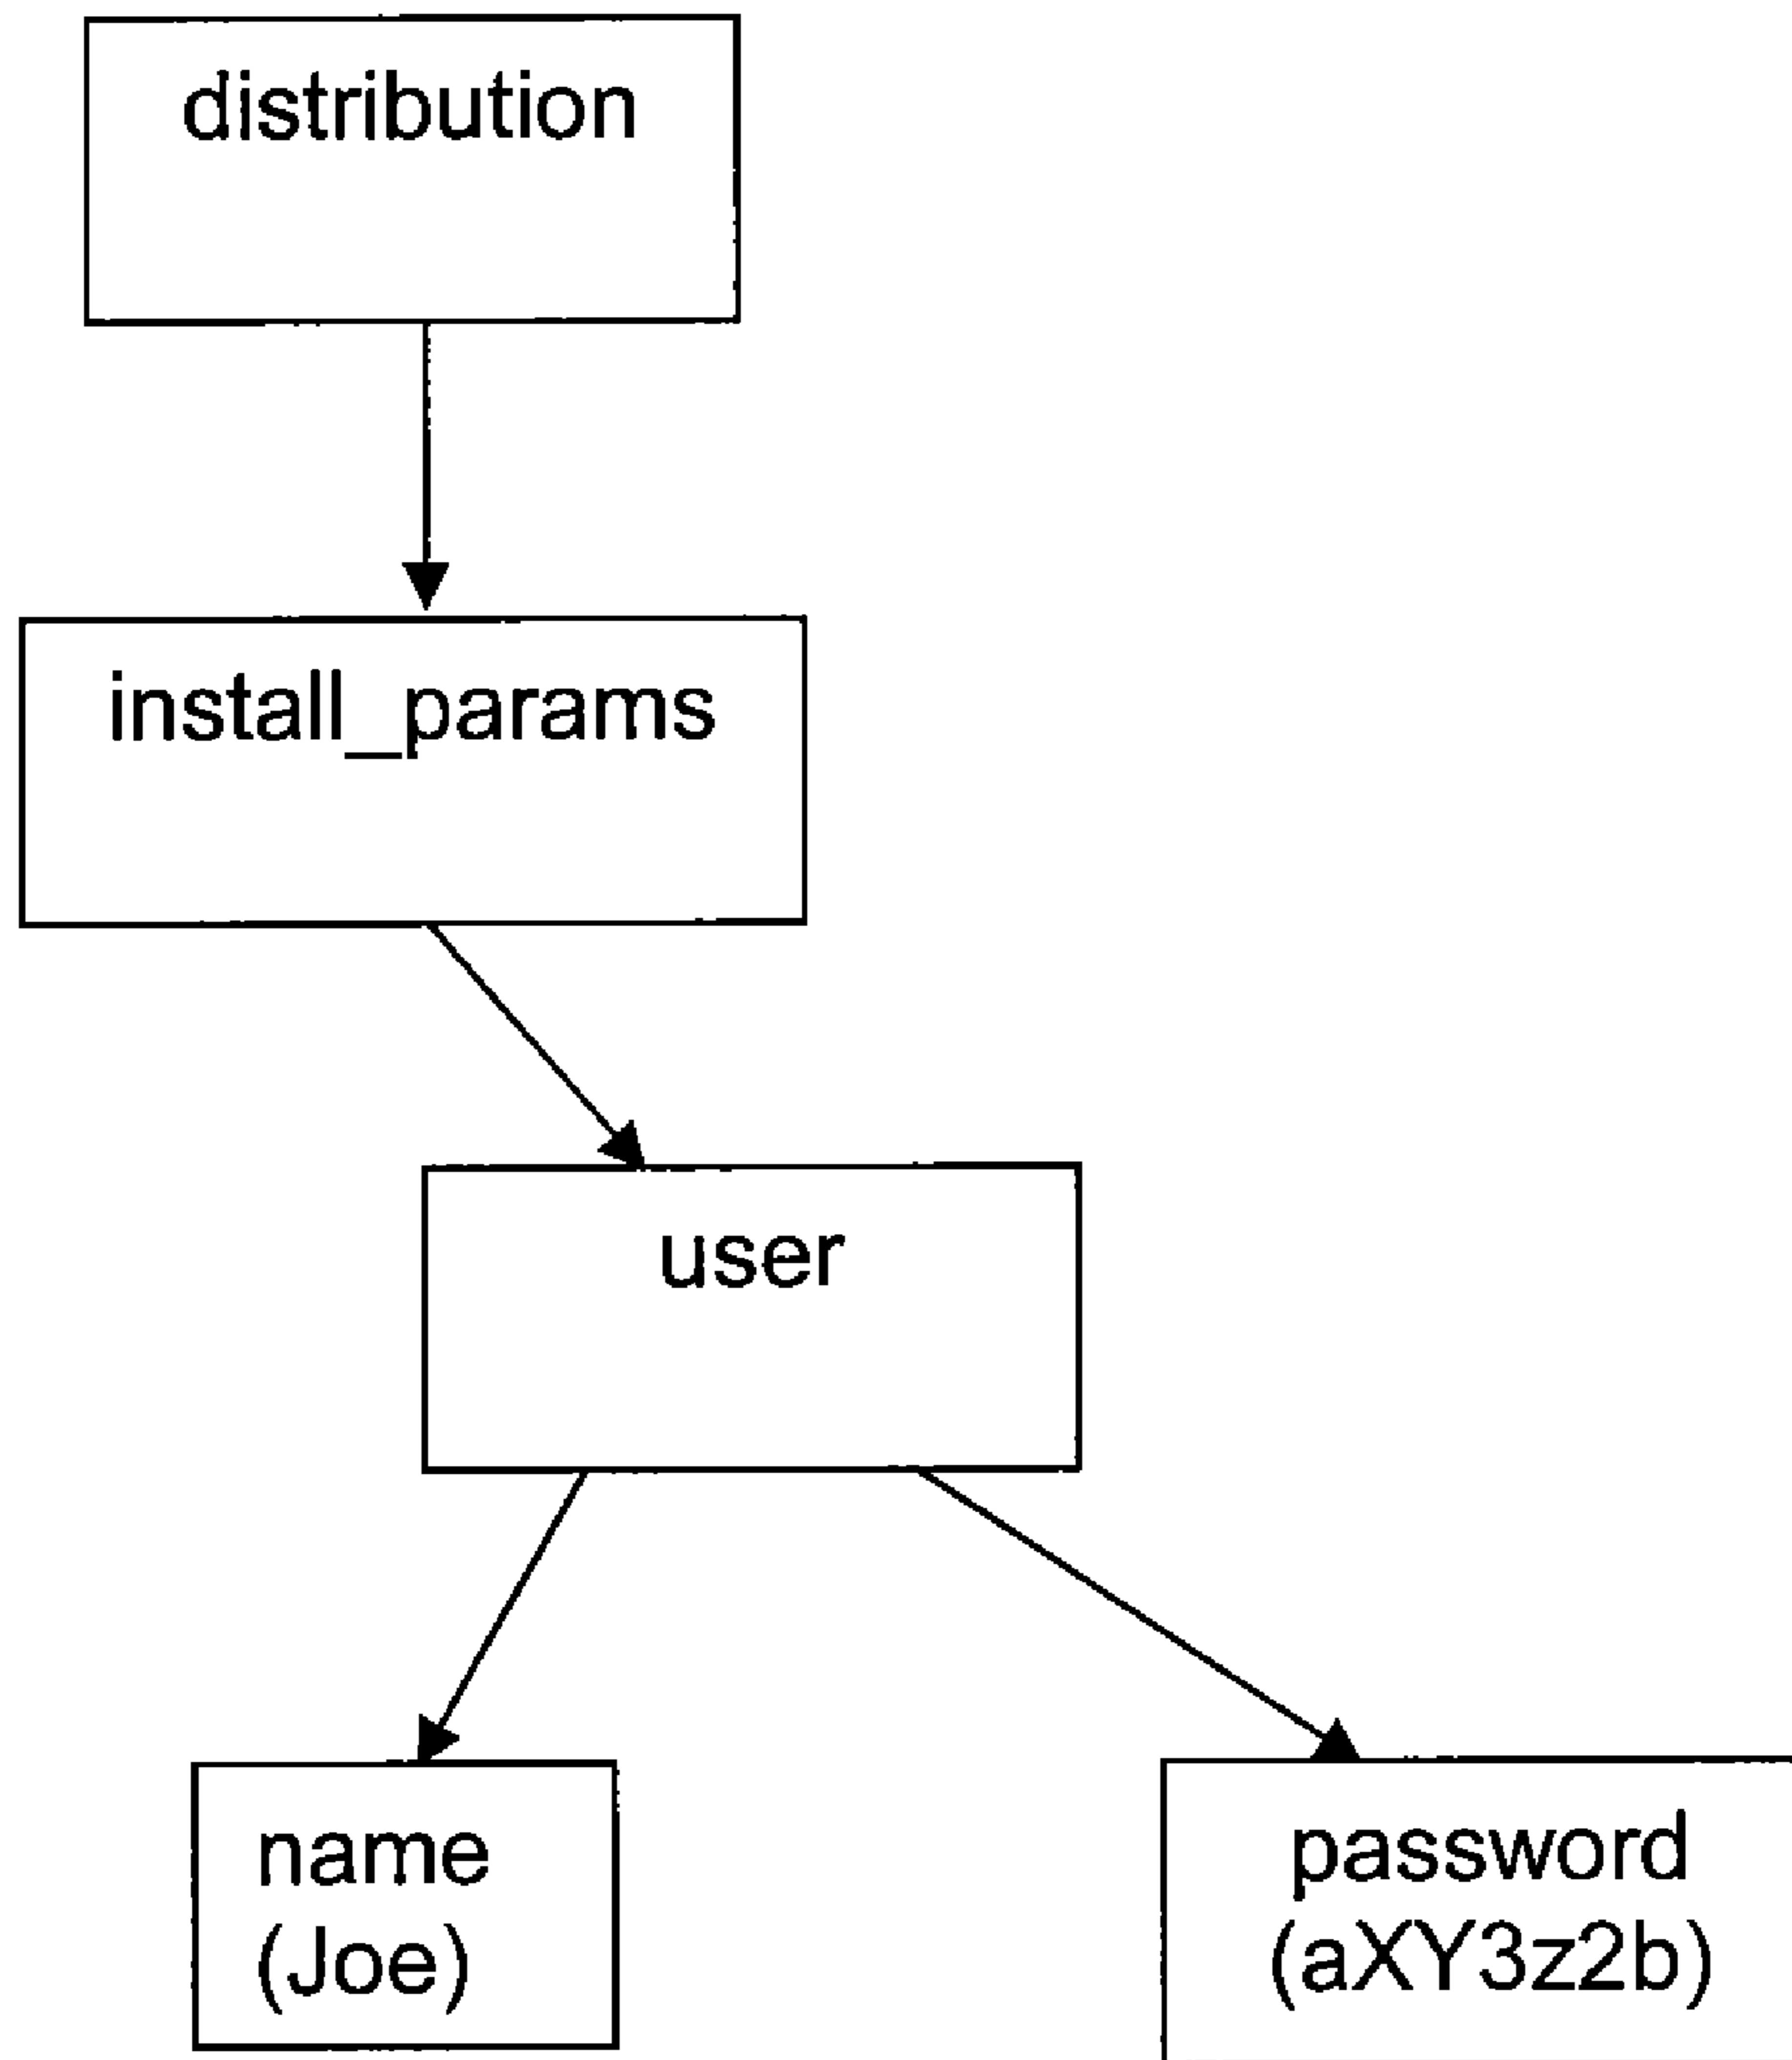 distribution
install_params
user
name
(Joe)
password
(aXY3z2b)